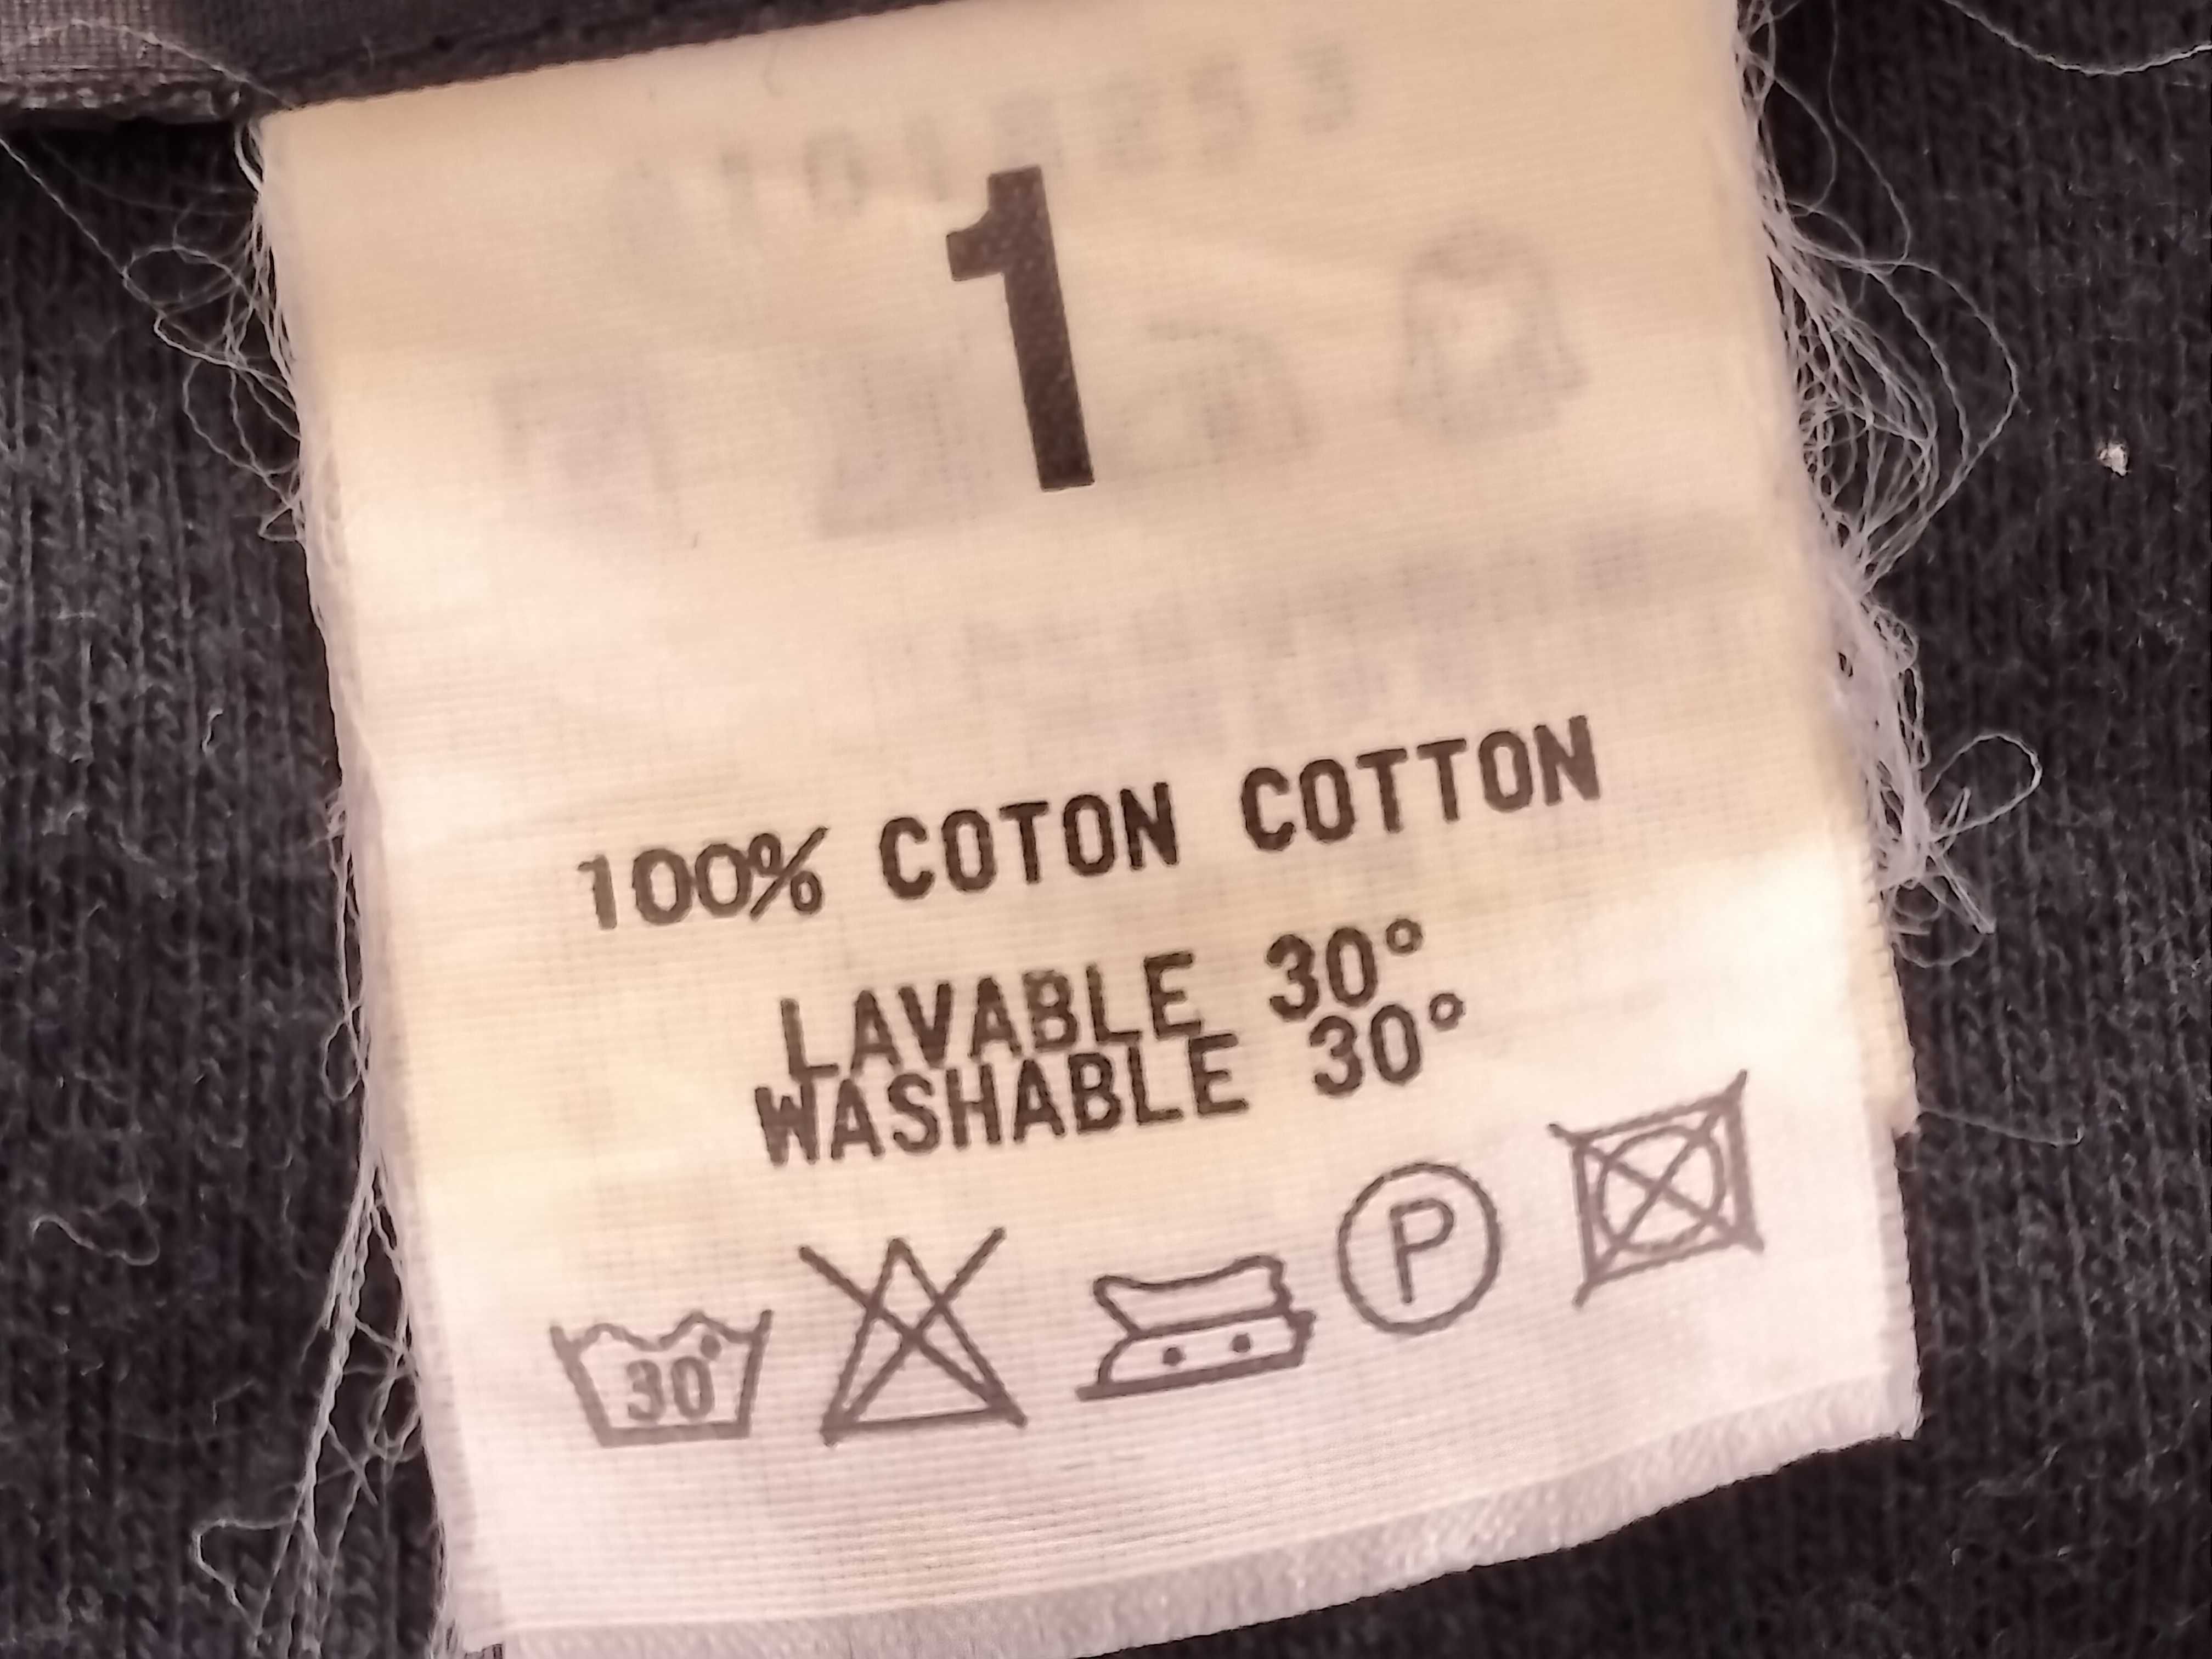 1
100% COTON COTTON
LAVABLE 30°
WASHABLE 30°
30° P